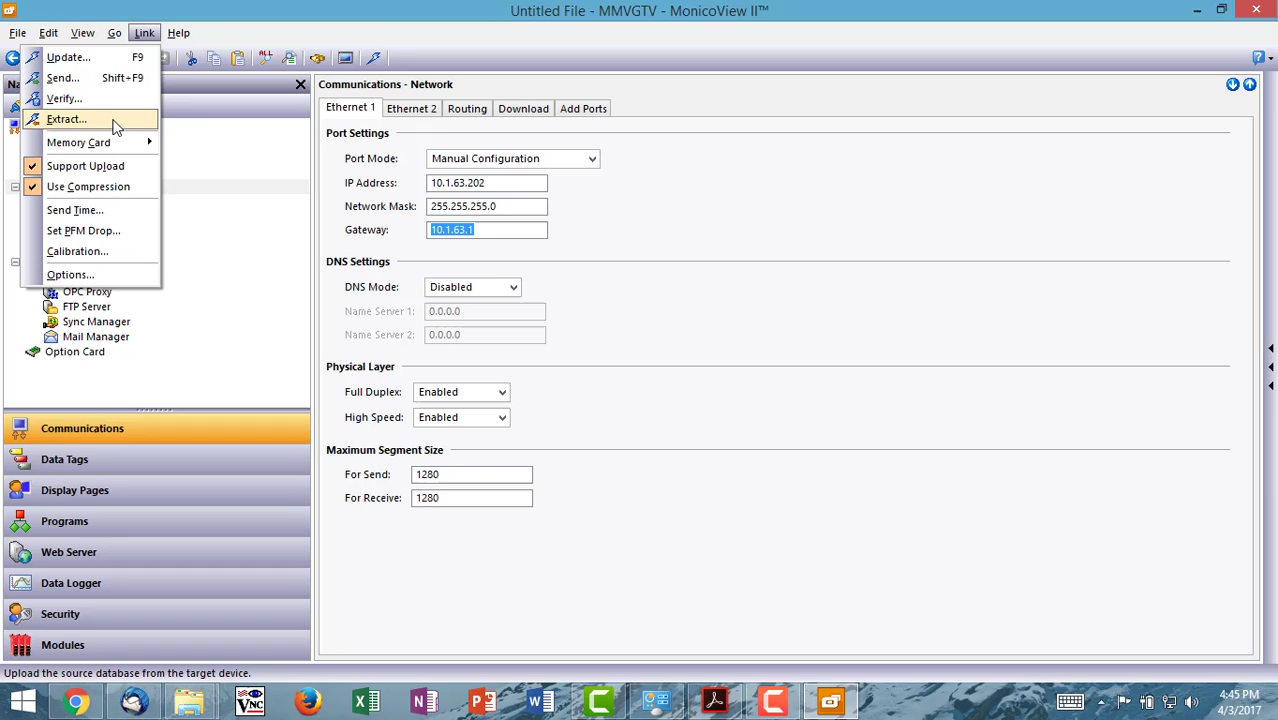 Untitled File - MMVGTV - MonicoView II™
File Edit View Go Link Help
Update... F9
Send... Shift+F9
Verify...
Extract...
Memory Card
Support Upload
Use Compression
Send Time...
Set PFM Drop...
Calibration...
Options...
OPC Proxy
FTP Server
Sync Manager
Mail Manager
Option Card
Communications
Data Tags
Display Pages
Programs
Web Server
Data Logger
Security
Modules
Communications - Network
Ethernet 1 Ethernet 2 Routing Download Add Ports
Port Settings
Port Mode: Manual Configuration
IP Address: 10.1.63.202
Network Mask: 255.255.255.0
Gateway: 10.1.63.1
DNS Settings
DNS Mode: Disabled
Name Server 1: 0.0.0.0
Name Server 2: 0.0.0.0
Physical Layer
Full Duplex: Enabled
High Speed: Enabled
Maximum Segment Size
For Send: 1280
For Receive: 1280
Upload the source database from the target device.
4:45 PM
4/3/2017